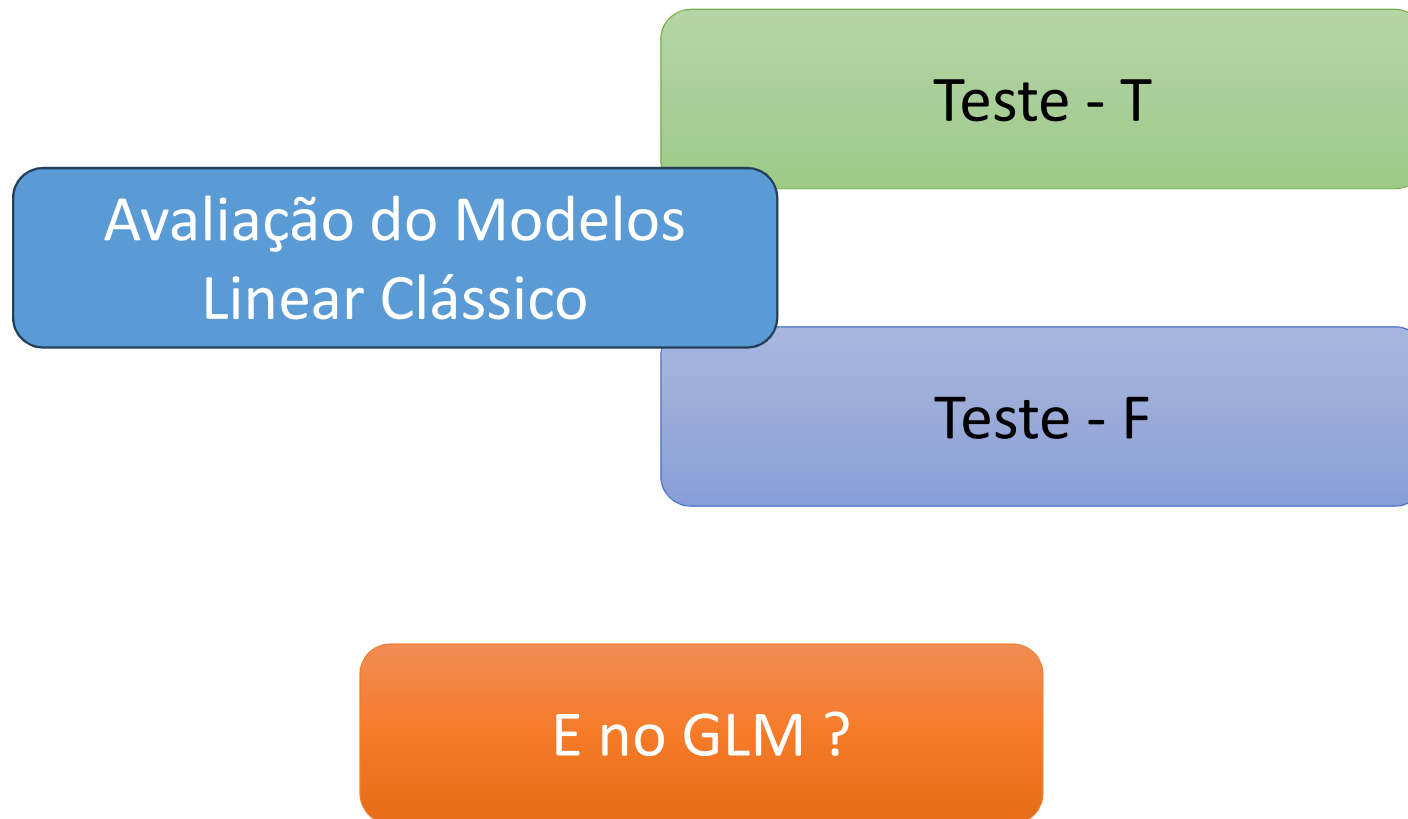 Teste - T
Avaliação do Modelos
Linear Clássico
Teste - F
E no GLM ?